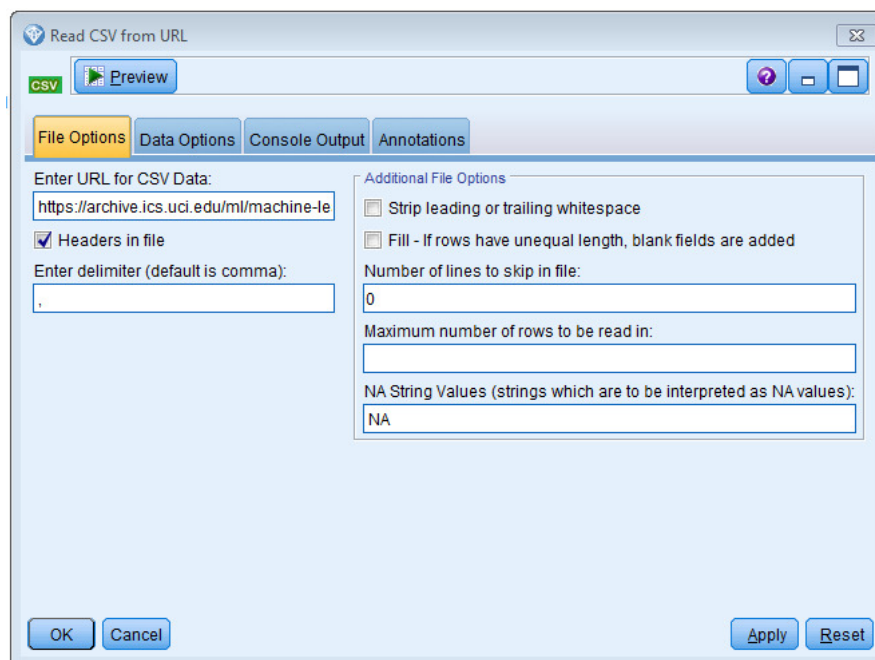 Read CSV from URL
CSV
Preview
?
File Options
Data Options
Console Output
Annotations
Enter URL for CSV Data:
https://archive.ics.uci.edu/ml/machine-le
Headers in file
Enter delimiter (default is comma):
,
Additional File Options
Strip leading or trailing whitespace
Fill - If rows have unequal length, blank fields are added
Number of lines to skip in file:
0
Maximum number of rows to be read in:
NA String Values (strings which are to be interpreted as NA values):
NA
OK
Cancel
Apply
Reset